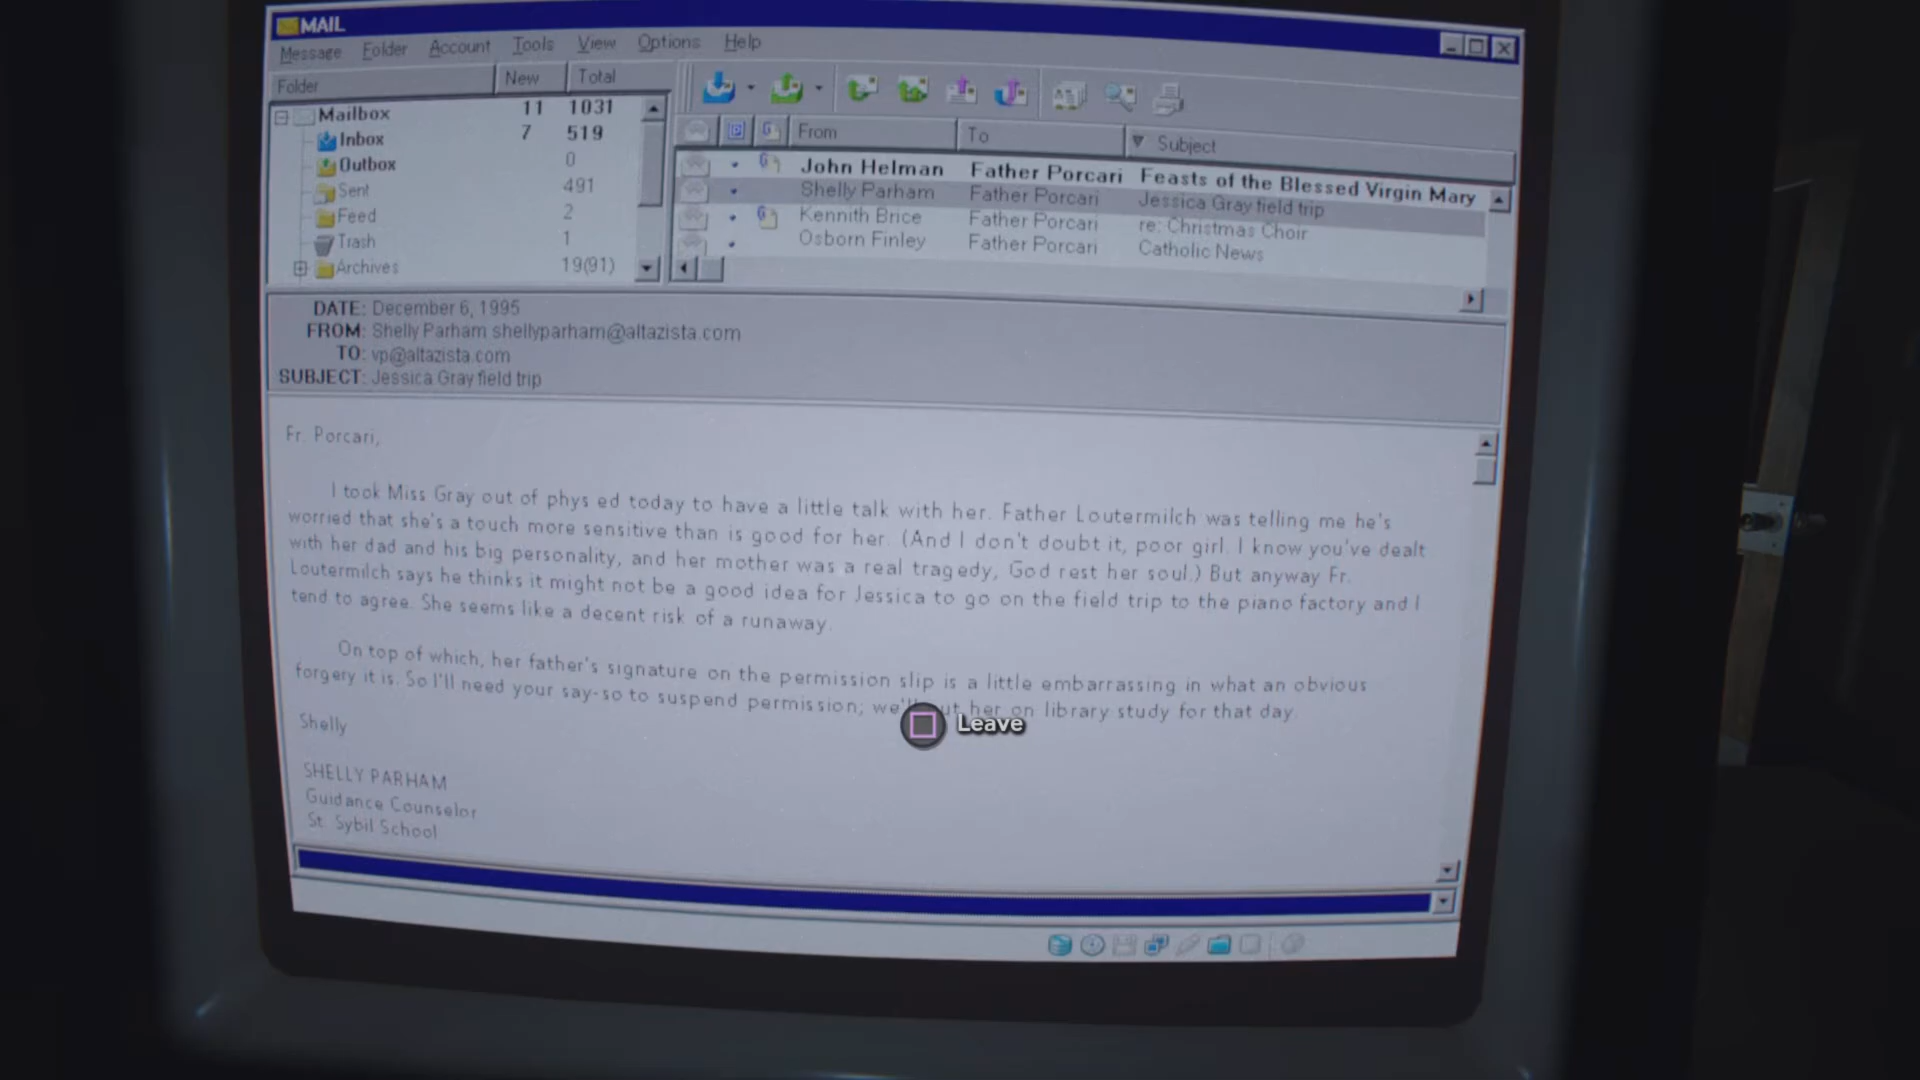 MAIL
Message Folder Account Tools View Options Help
Folder New Total
Mailbox 11 1031
Inbox 7 519
Outbox 0
Sent 491
Feed 2
Trash 1
Archives 19(91)
From To Subject
John Helman Father Porcari Feasts of the Blessed Virgin Mary
Shelly Parham Father Porcari Jessica Gray field trip
Kennith Brice Father Porcari re: Christmas Choir
Osborn Finley Father Porcari Catholic News
DATE: December 6, 1995
FROM: Shelly Parham shellyparham@altazista.com
TO: vp@altazista.com
SUBJECT: Jessica Gray field trip
Fr. Porcari,
I took Miss Gray out of phys ed today to have a little talk with her. Father Loutermilch was telling me he's
worried that she's a touch more sensitive than is good for her. (And I don't doubt it, poor girl. I know you've dealt
with her dad and his big personality, and her mother was a real tragedy, God rest her soul.) But anyway Fr.
Loutermilch says he thinks it might not be a good idea for Jessica to go on the field trip to the piano factory and I
tend to agree. She seems like a decent risk of a runaway.
On top of which, her father's signature on the permission slip is a little embarrassing in what an obvious
forgery it is. So I'll need your say-so to suspend permission; we'll her on library study for that day.
Leave
Shelly
SHELLY PARHAM
Guidance Counselor
St. Sybil School